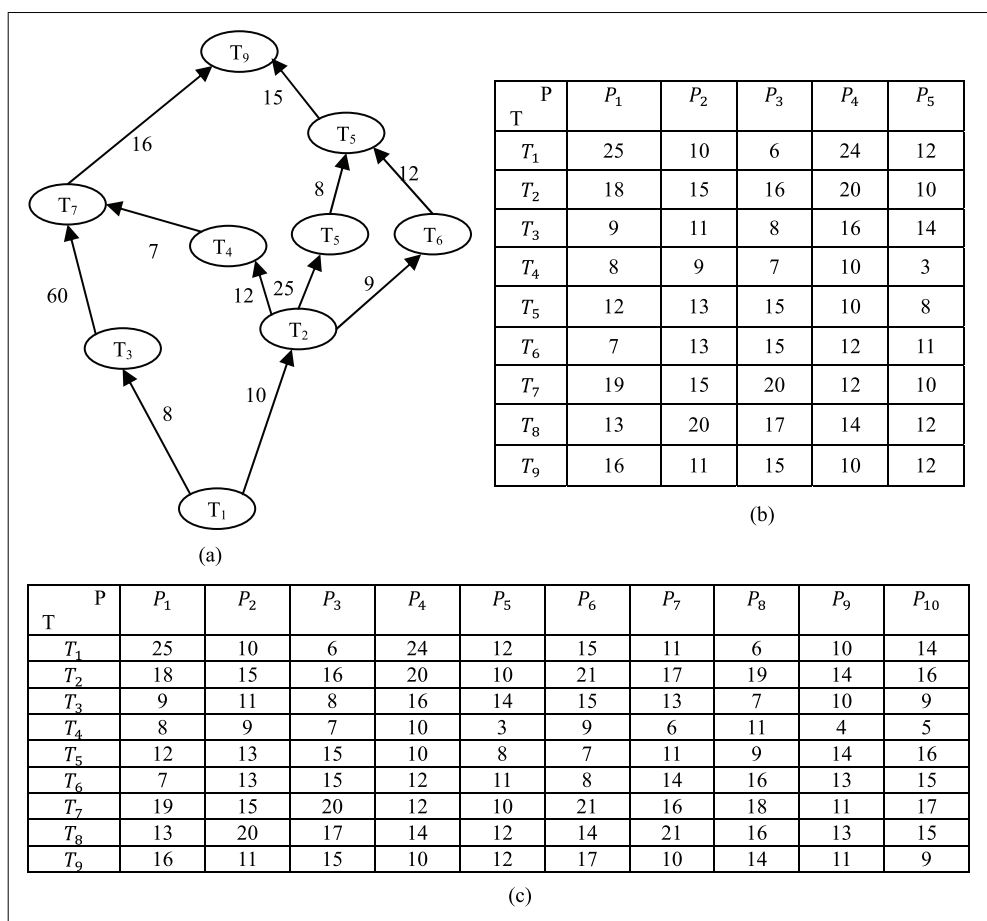 T9
15
T5
16
12
8
T7
T5
T6
T4
7
12
25
9
60
T2
T3
10
8
T1
(a)
P P1 P2 P3 P4 P5
T
T1 25 10 6 24 12
T2 18 15 16 20 10
T3 9 11 8 16 14
T4 8 9 7 10 3
T5 12 13 15 10 8
T6 7 13 15 12 11
T7 19 15 20 12 10
T8 13 20 17 14 12
T9 16 11 15 10 12
(b)
P P1 P2 P3 P4 P5 P6 P7 P8 P9 P10
T
T1 25 10 6 24 12 15 11 6 10 14
T2 18 15 16 20 10 21 17 19 14 16
T3 9 11 8 16 14 15 13 7 10 9
T4 8 9 7 10 3 9 6 11 4 5
T5 12 13 15 10 8 7 11 9 14 16
T6 7 13 15 12 11 8 14 16 13 15
T7 19 15 20 12 10 21 16 18 11 17
T8 13 20 17 14 12 14 21 16 13 15
T9 16 11 15 10 12 17 10 14 11 9
(c)